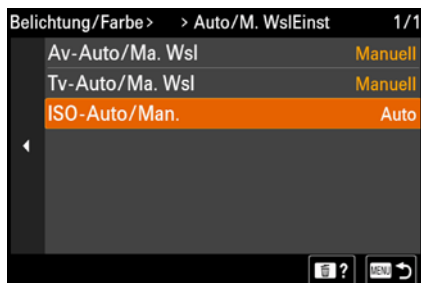 Belichtung/Farbe> > Auto/M. WslEinst 1/1
Av-Auto/Ma. Wsl Manuell
Tv-Auto/Ma. Wsl Manuell
ISO-Auto/Man. Auto
? MENU